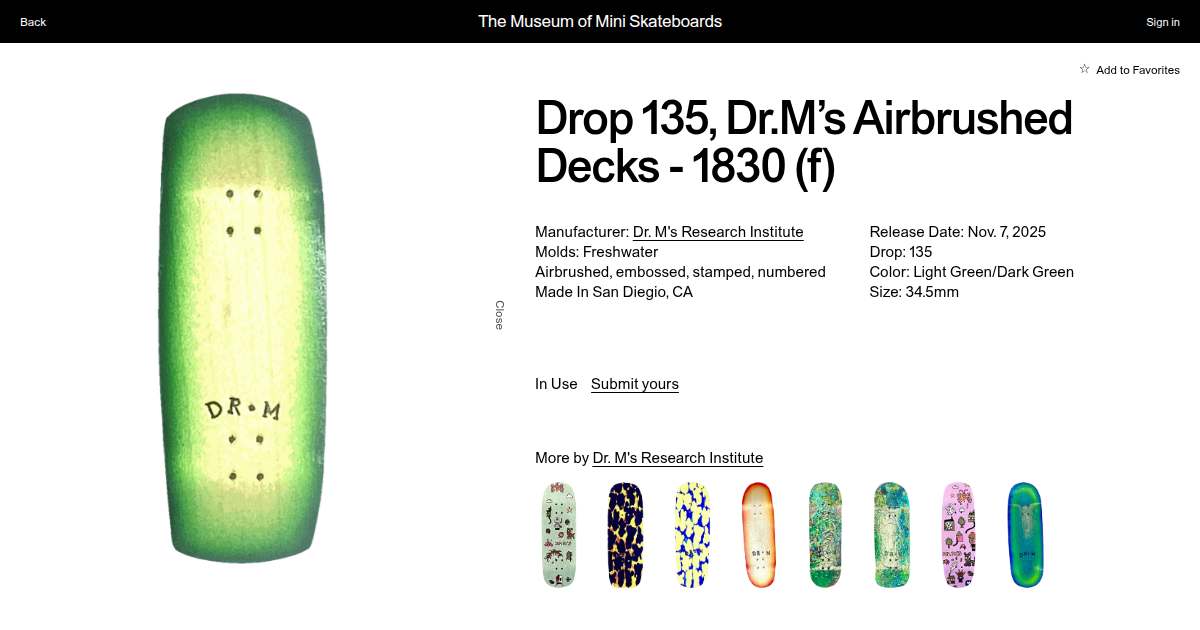 Back
The Museum of Mini Skateboards
Sign in
☆ Add to Favorites
Drop 135, Dr.M’s Airbrushed
Decks - 1830 (f)
Manufacturer: Dr. M's Research Institute
Molds: Freshwater
Airbrushed, embossed, stamped, numbered
Made In San Diegio, CA
Release Date: Nov. 7, 2025
Drop: 135
Color: Light Green/Dark Green
Size: 34.5mm
Close
DR•M
In Use Submit yours
More by Dr. M's Research Institute
DR•M